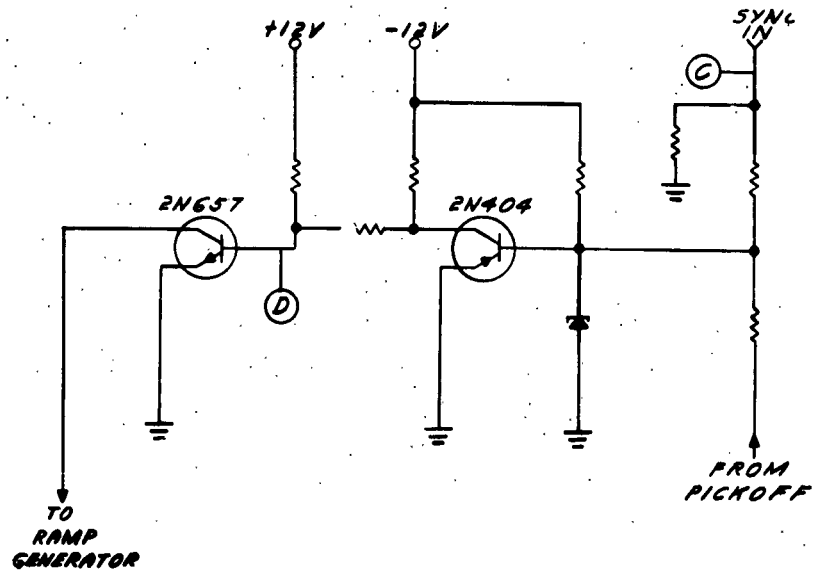 SYNC
IN
+12V
-12V
C
2N657
2N404
D
FROM
PICKOFF
TO
RAMP
GENERATOR